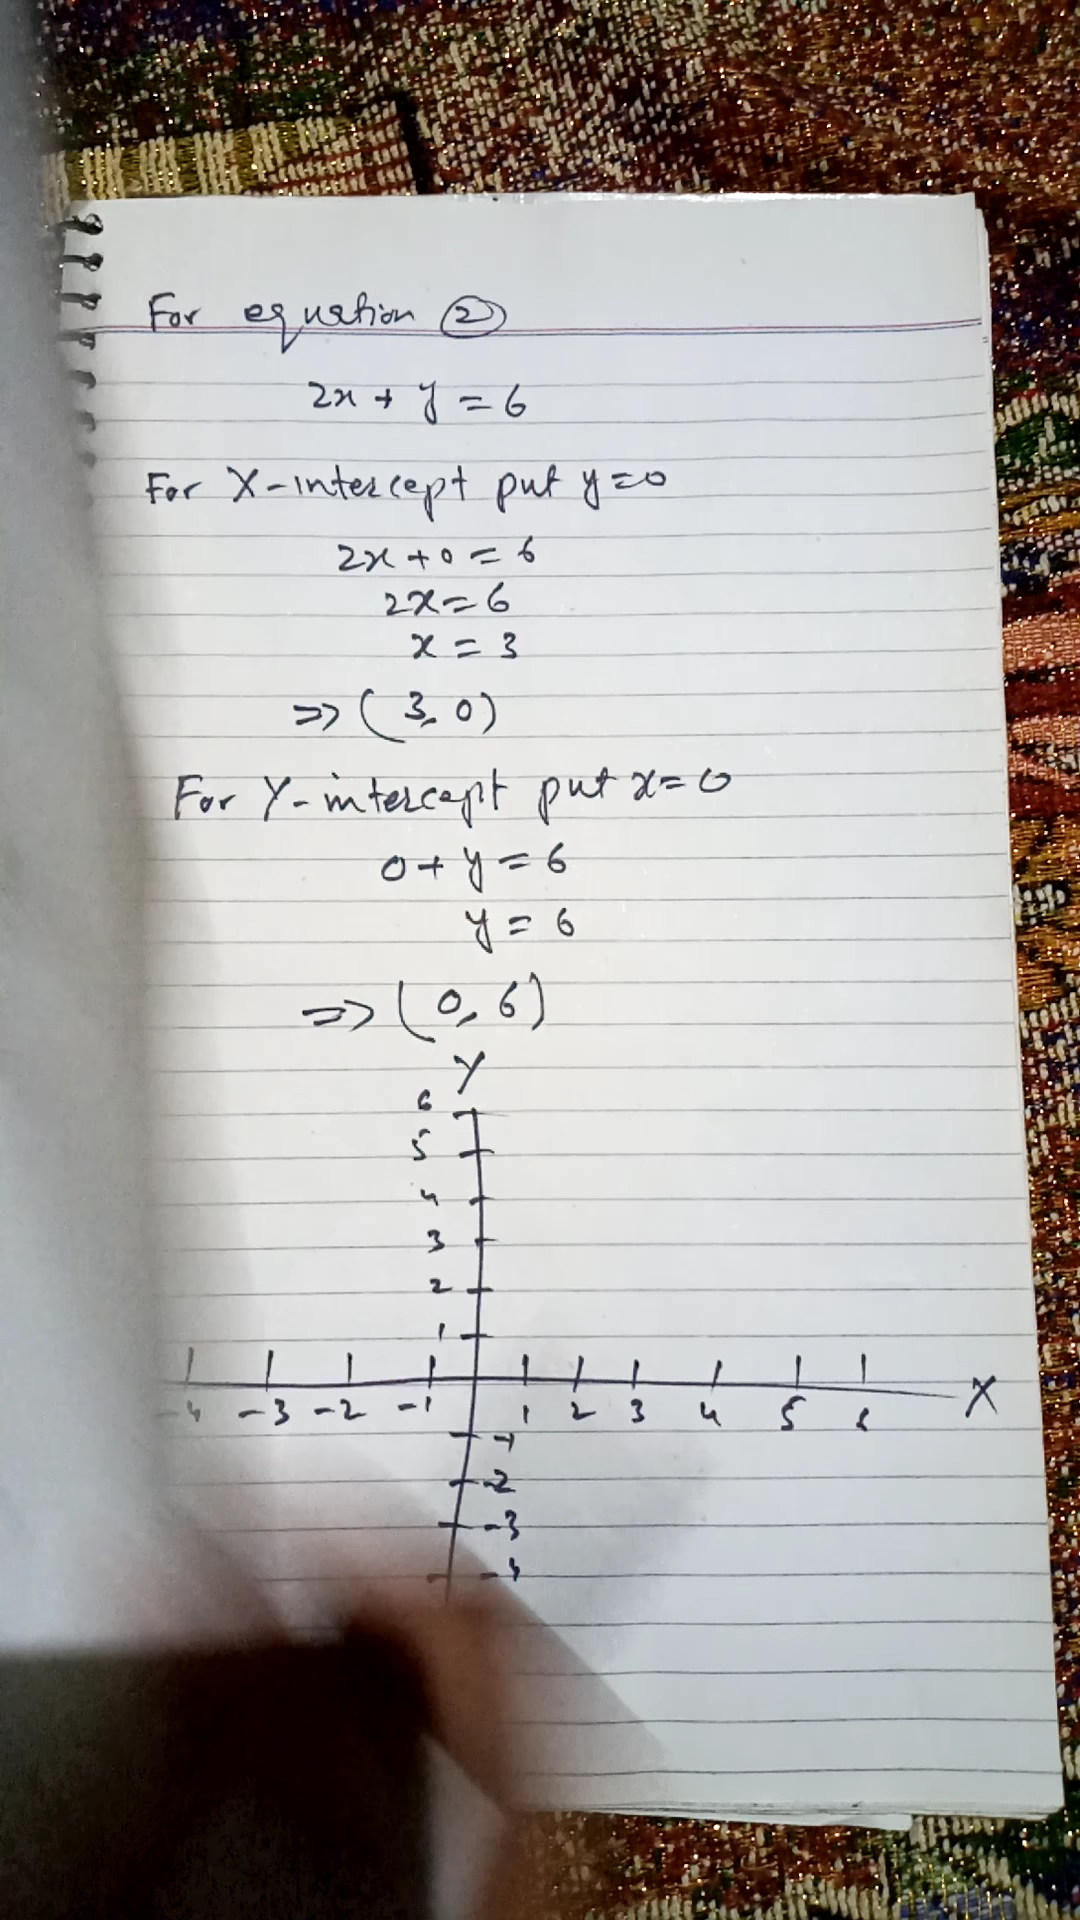 For equation ②
2x + y = 6
For X-intercept put y=0
2x + 0 = 6
2x = 6
x = 3
=> (3, 0)
For Y-intercept put x=0
0 + y = 6
y = 6
=> (0, 6)
Y
6
5
4
3
2
1
-4 -3 -2 -1 1 2 3 4 5 6 X
-1
-2
-3
-4